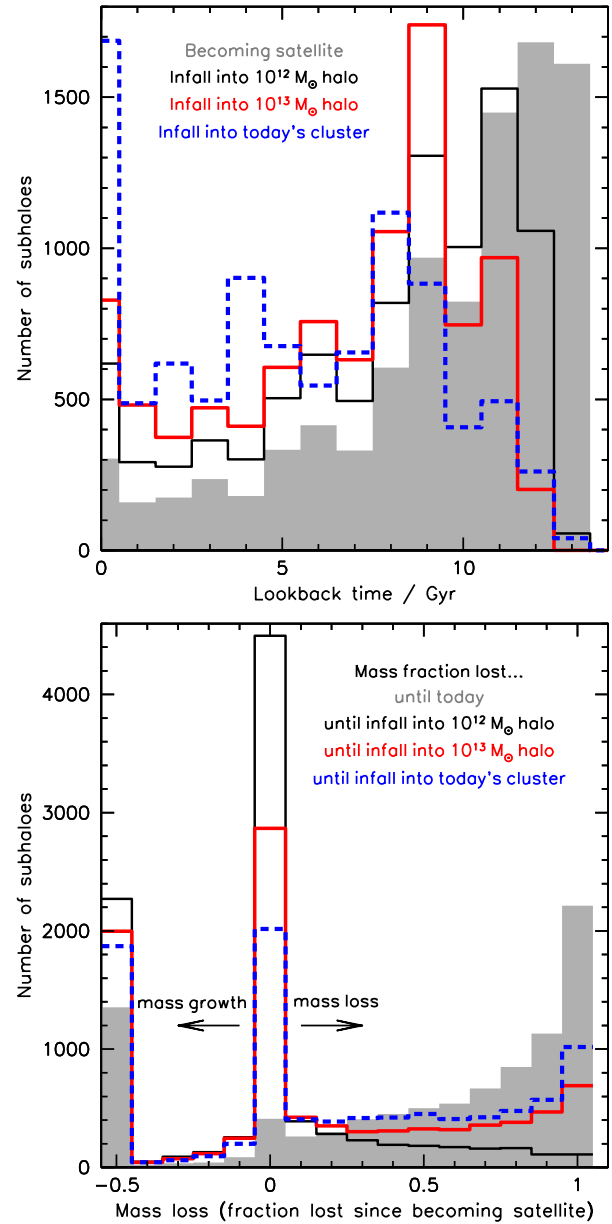 Becoming satellite
Infall into 10¹² M☉ halo
Infall into 10¹³ M☉ halo
Infall into today's cluster
Number of subhaloes
1500
1000
500
0
0 5 10
Lookback time / Gyr
Mass fraction lost...
until today
until infall into 10¹² M☉ halo
until infall into 10¹³ M☉ halo
until infall into today's cluster
Number of subhaloes
4000
3000
2000
1000
0
mass growth mass loss
−0.5 0 0.5 1
Mass loss (fraction lost since becoming satellite)